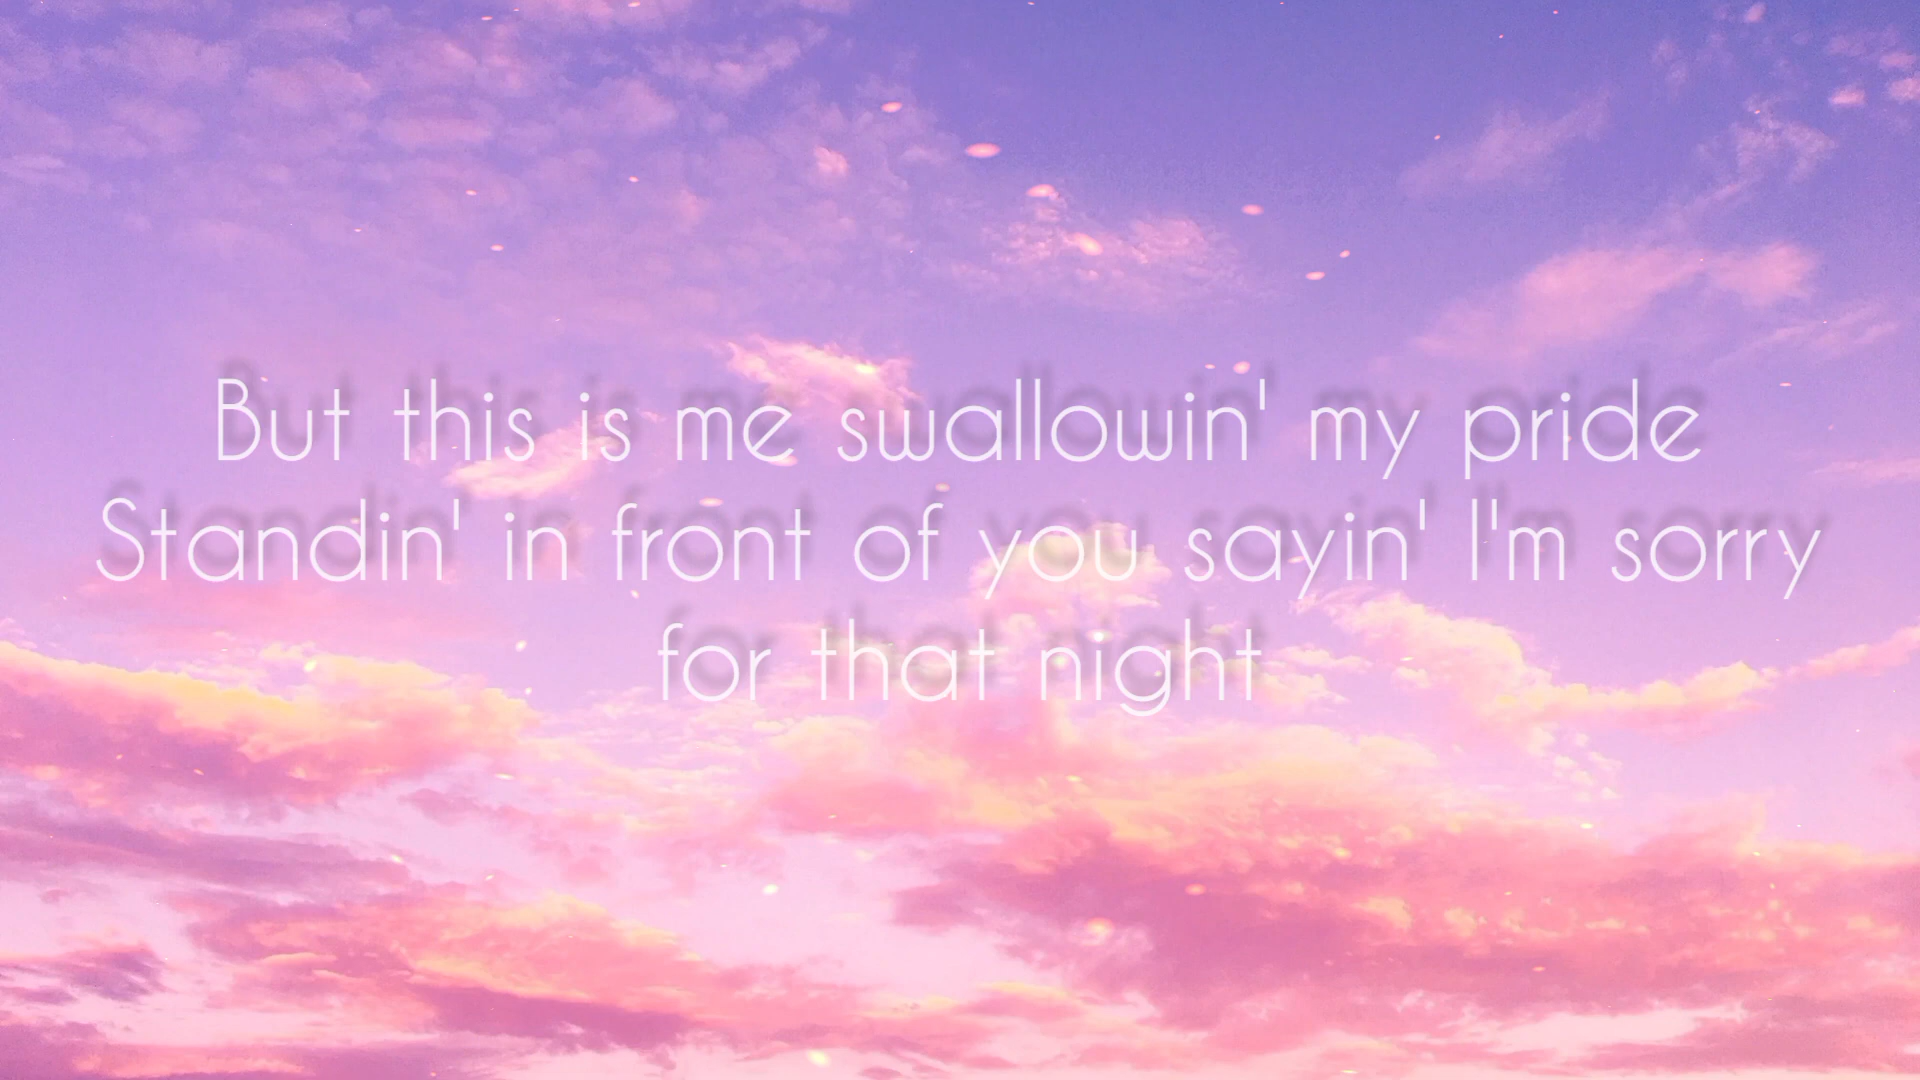 But this is me swallowin' my pride
Standin' in front of you sayin' I'm sorry
for that night